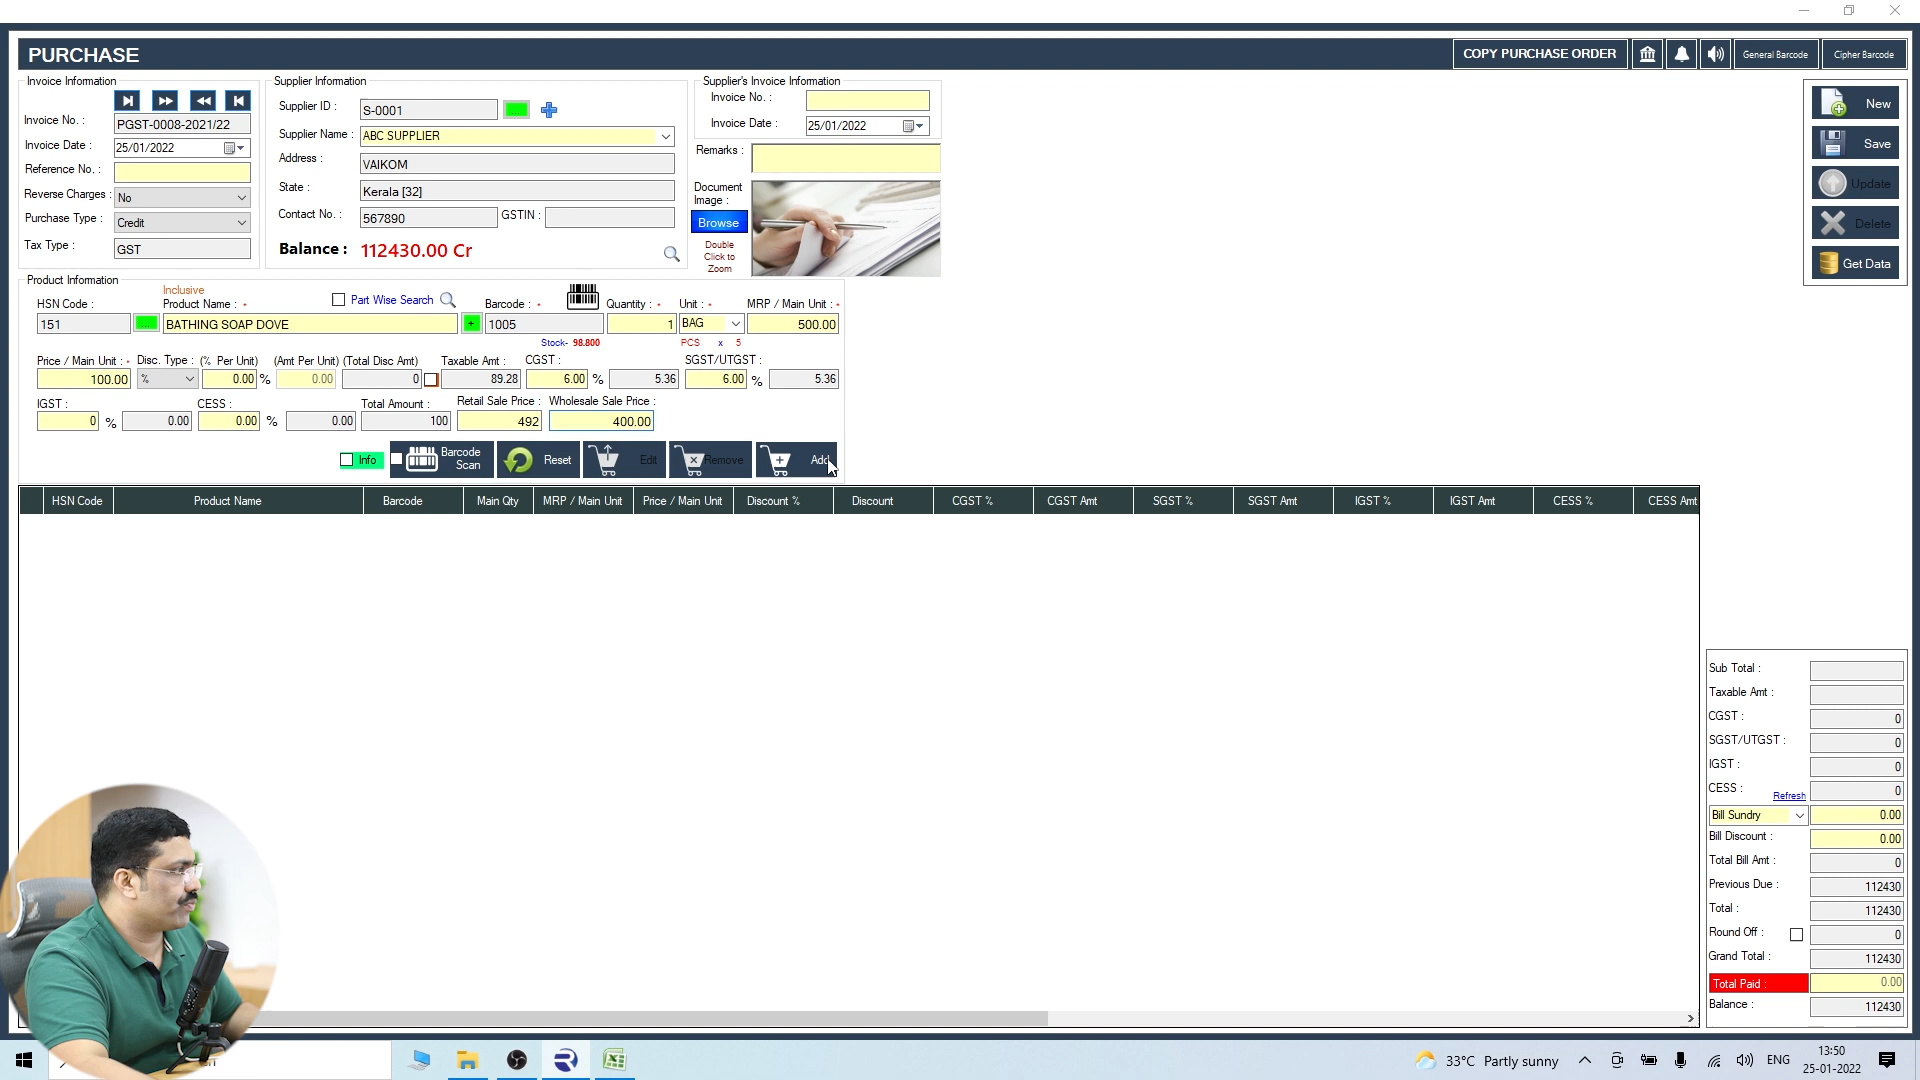 PURCHASE
COPY PURCHASE ORDER
General Barcode
Cipher Barcode
Invoice Information
Invoice No. :
PGST-0008-2021/22
Invoice Date :
25/01/2022
Reference No. :
Reverse Charges :
No
Purchase Type :
Credit
Tax Type :
GST
Supplier Information
Supplier ID :
S-0001
...
Supplier Name :
ABC SUPPLIER
Address :
VAIKOM
State :
Kerala [32]
Contact No. :
567890
GSTIN :
Balance :
112430.00 Cr
Supplier's Invoice Information
Invoice No. :
Invoice Date :
25/01/2022
Remarks :
Document
Image :
Browse
Double
Click to
Zoom
New
Save
Update
Delete
Get Data
Product Information
HSN Code :
151
...
Inclusive
Product Name : *
BATHING SOAP DOVE
Part Wise Search
+
Barcode : *
1005
Stock- 98.800
Quantity : *
1
Unit : *
BAG
PCS x 5
MRP / Main Unit : *
500.00
Price / Main Unit : *
100.00
Disc. Type :
%
(% Per Unit)
0.00 %
(Amt Per Unit)
0.00
(Total Disc Amt)
0
Taxable Amt :
89.28
CGST :
6.00 %
5.36
SGST/UTGST :
6.00 %
5.36
IGST :
0 %
0.00
CESS :
0.00 %
0.00
Total Amount :
100
Retail Sale Price :
492
Wholesale Sale Price :
400.00
Info
Barcode
Scan
Reset
Edit
Remove
Add
HSN Code Product Name Barcode Main Qty MRP / Main Unit Price / Main Unit Discount % Discount CGST % CGST Amt SGST % SGST Amt IGST % IGST Amt CESS % CESS Amt
Sub Total :
Taxable Amt :
CGST : 0
SGST/UTGST : 0
IGST : 0
CESS : Refresh 0
Bill Sundry 0.00
Bill Discount : 0.00
Total Bill Amt : 0
Previous Due : 112430
Total : 112430
Round Off : 0
Grand Total : 112430
Total Paid : 0.00
Balance : 112430
33°C Partly sunny
ENG
13:50
25-01-2022